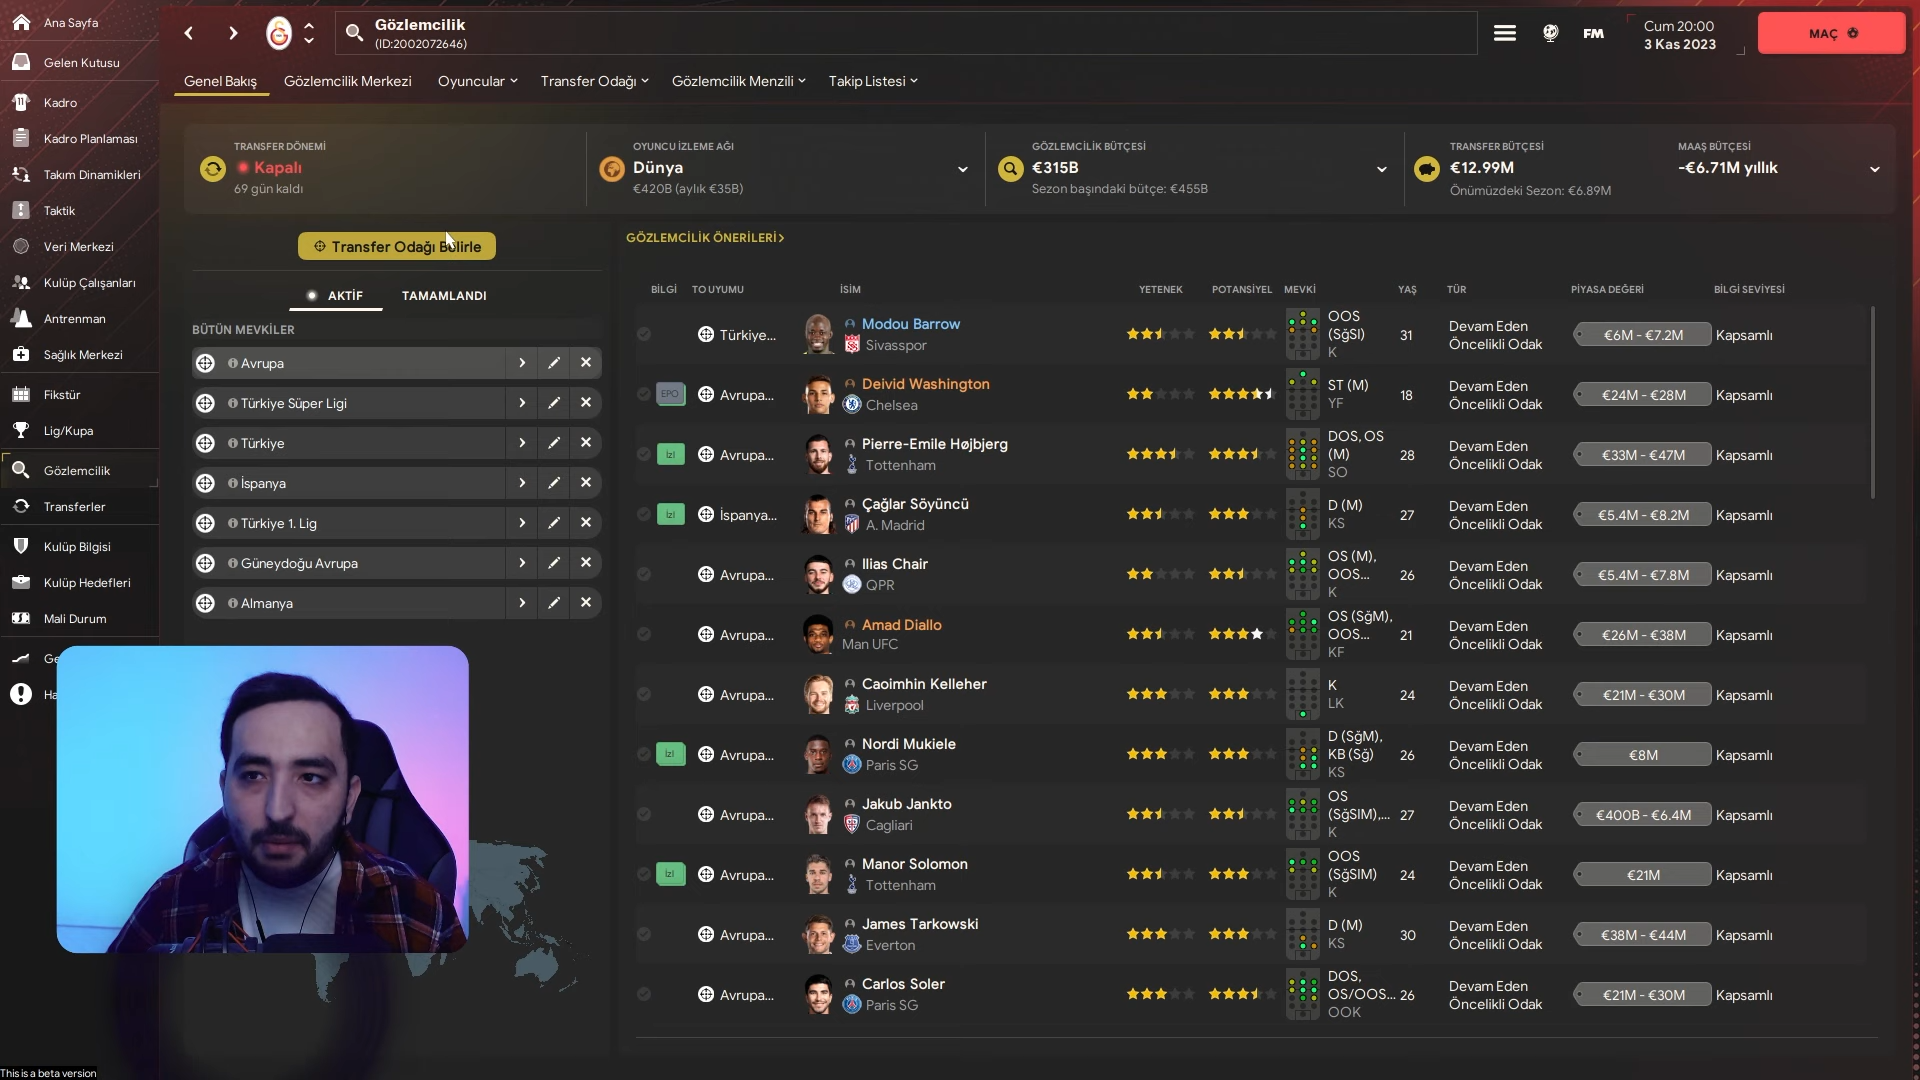 Ana Sayfa
Gelen Kutusu
Kadro
Kadro Planlaması
Takım Dinamikleri
Taktik
Veri Merkezi
Kulüp Çalışanları
Antrenman
Sağlık Merkezi
Fikstür
Lig/Kupa
Gözlemcilik
Transferler
Kulüp Bilgisi
Kulüp Hedefleri
Mali Durum
Ge
Ha
Gözlemcilik
(ID:2002072646)
FM
Cum 20:00
3 Kas 2023
MAÇ
Genel Bakış Gözlemcilik Merkezi Oyuncular Transfer Odağı Gözlemcilik Menzili Takip Listesi
TRANSFER DÖNEMİ
Kapalı
69 gün kaldı
OYUNCU İZLEME AĞI
Dünya
€420B (aylık €35B)
GÖZLEMCİLİK BÜTÇESİ
€315B
Sezon başındaki bütçe: €455B
TRANSFER BÜTÇESİ
€12.99M
Önümüzdeki Sezon: €6.89M
MAAŞ BÜTÇESİ
-€6.71M yıllık
Transfer Odağı Belirle
AKTİF TAMAMLANDI
BÜTÜN MEVKİLER
Avrupa
Türkiye Süper Ligi
Türkiye
İspanya
Türkiye 1. Lig
Güneydoğu Avrupa
Almanya
GÖZLEMCİLİK ÖNERİLERİ>
BİLGİ TO UYUMU İSİM YETENEK POTANSİYEL MEVKİ YAŞ TÜR PİYASA DEĞERİ BİLGİ SEVİYESİ
Türkiye... Modou Barrow Sivasspor OOS (SğSl) K 31 Devam Eden Öncelikli Odak €6M - €7.2M Kapsamlı
EPO Avrupa... Deivid Washington Chelsea ST (M) YF 18 Devam Eden Öncelikli Odak €24M - €28M Kapsamlı
İzl Avrupa... Pierre-Emile Højbjerg Tottenham DOS, OS (M) SO 28 Devam Eden Öncelikli Odak €33M - €47M Kapsamlı
İzl İspanya... Çağlar Söyüncü A. Madrid D (M) KS 27 Devam Eden Öncelikli Odak €5.4M - €8.2M Kapsamlı
Avrupa... Ilias Chair QPR OS (M), OOS... K 26 Devam Eden Öncelikli Odak €5.4M - €7.8M Kapsamlı
Avrupa... Amad Diallo Man UFC OS (SğM), OOS... KF 21 Devam Eden Öncelikli Odak €26M - €38M Kapsamlı
Avrupa... Caoimhin Kelleher Liverpool K LK 24 Devam Eden Öncelikli Odak €21M - €30M Kapsamlı
İzl Avrupa... Nordi Mukiele Paris SG D (SğM), KB (Sğ) KS 26 Devam Eden Öncelikli Odak €8M Kapsamlı
Avrupa... Jakub Jankto Cagliari OS (SğSlM),... K 27 Devam Eden Öncelikli Odak €400B - €6.4M Kapsamlı
İzl Avrupa... Manor Solomon Tottenham OOS (SğSlM) K 24 Devam Eden Öncelikli Odak €21M Kapsamlı
Avrupa... James Tarkowski Everton D (M) KS 30 Devam Eden Öncelikli Odak €38M - €44M Kapsamlı
Avrupa... Carlos Soler Paris SG DOS, OS/OOS... OOK 26 Devam Eden Öncelikli Odak €21M - €30M Kapsamlı
This is a beta version